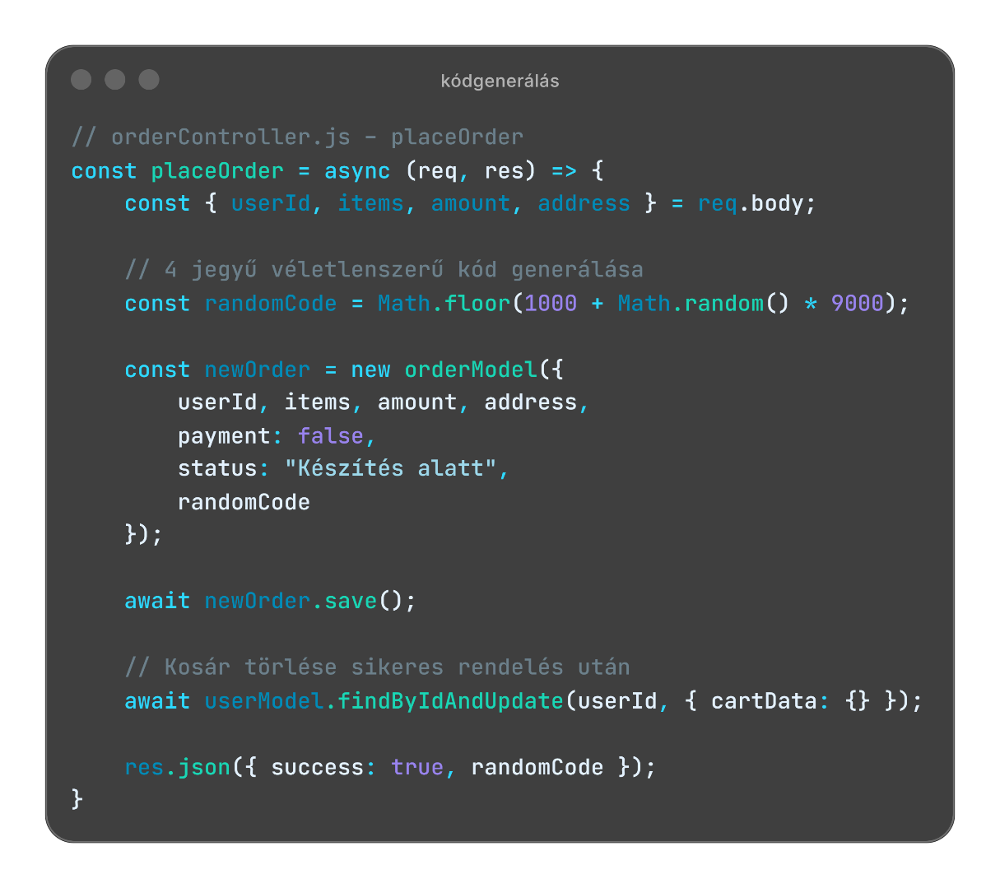 kódgenerálás
// orderController.js - placeOrder
const placeOrder = async (req, res) => {
    const { userId, items, amount, address } = req.body;
    // 4 jegyű véletlenszerű kód generálása
    const randomCode = Math.floor(1000 + Math.random() * 9000);
    const newOrder = new orderModel({
        userId, items, amount, address,
        payment: false,
        status: "Készítés alatt",
        randomCode
    });
    await newOrder.save();
    // Kosár törlése sikeres rendelés után
    await userModel.findByIdAndUpdate(userId, { cartData: {} });
    res.json({ success: true, randomCode });
}